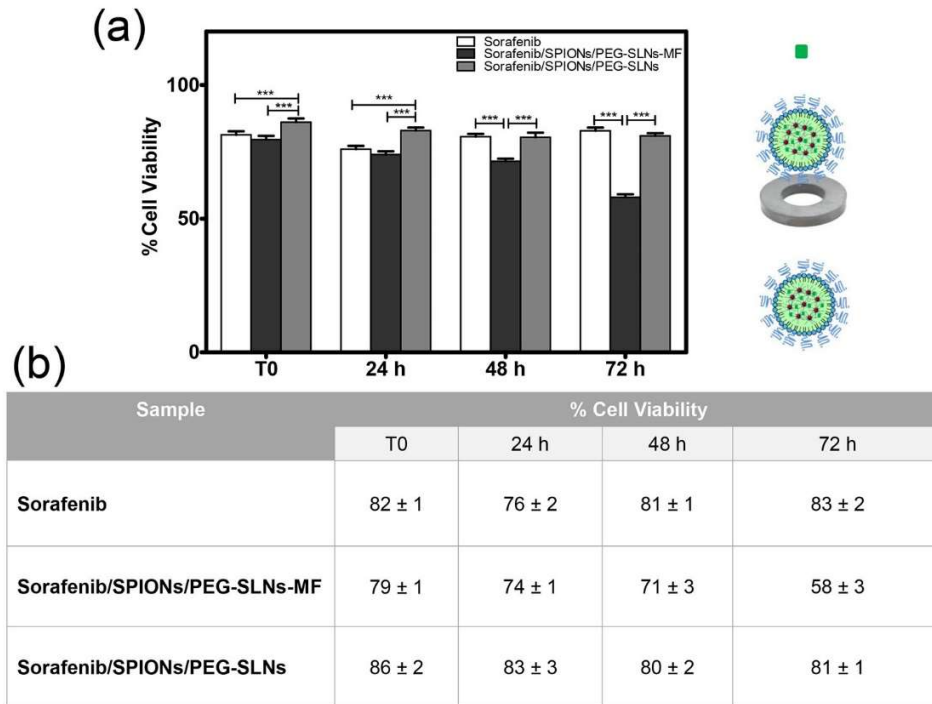 (a)
Sorafenib
Sorafenib/SPIONs/PEG-SLNs-MF
Sorafenib/SPIONs/PEG-SLNs
% Cell Viability
100
50
0
*** *** *** *** *** *** *** ***
T0 24 h 48 h 72 h
(b)
Sample % Cell Viability
T0 24 h 48 h 72 h
Sorafenib 82 ± 1 76 ± 2 81 ± 1 83 ± 2
Sorafenib/SPIONs/PEG-SLNs-MF 79 ± 1 74 ± 1 71 ± 3 58 ± 3
Sorafenib/SPIONs/PEG-SLNs 86 ± 2 83 ± 3 80 ± 2 81 ± 1